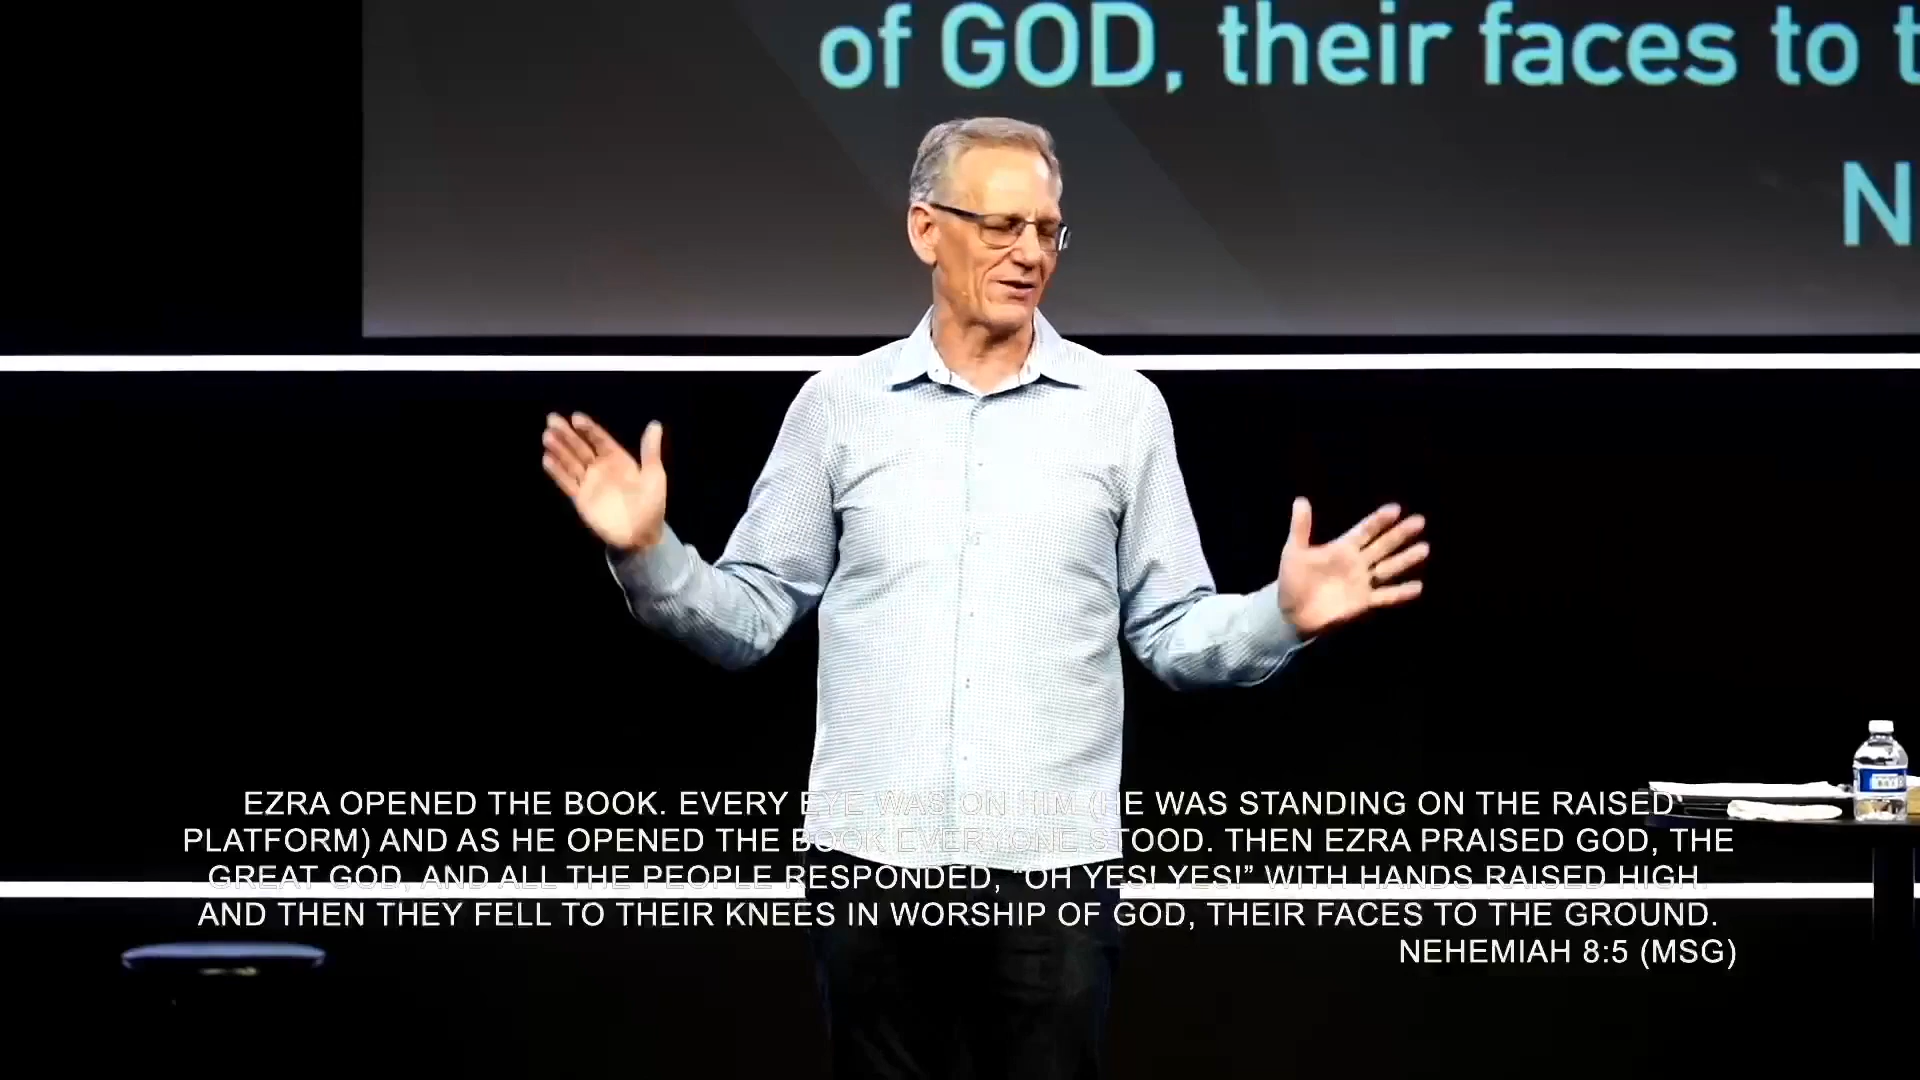 of GOD, their faces to t
N
EZRA OPENED THE BOOK. EVERY EYE WAS ON HIM (HE WAS STANDING ON THE RAISED
PLATFORM) AND AS HE OPENED THE BOOK EVERYONE STOOD. THEN EZRA PRAISED GOD, THE
GREAT GOD, AND ALL THE PEOPLE RESPONDED, “OH YES! YES!” WITH HANDS RAISED HIGH.
AND THEN THEY FELL TO THEIR KNEES IN WORSHIP OF GOD, THEIR FACES TO THE GROUND.
NEHEMIAH 8:5 (MSG)